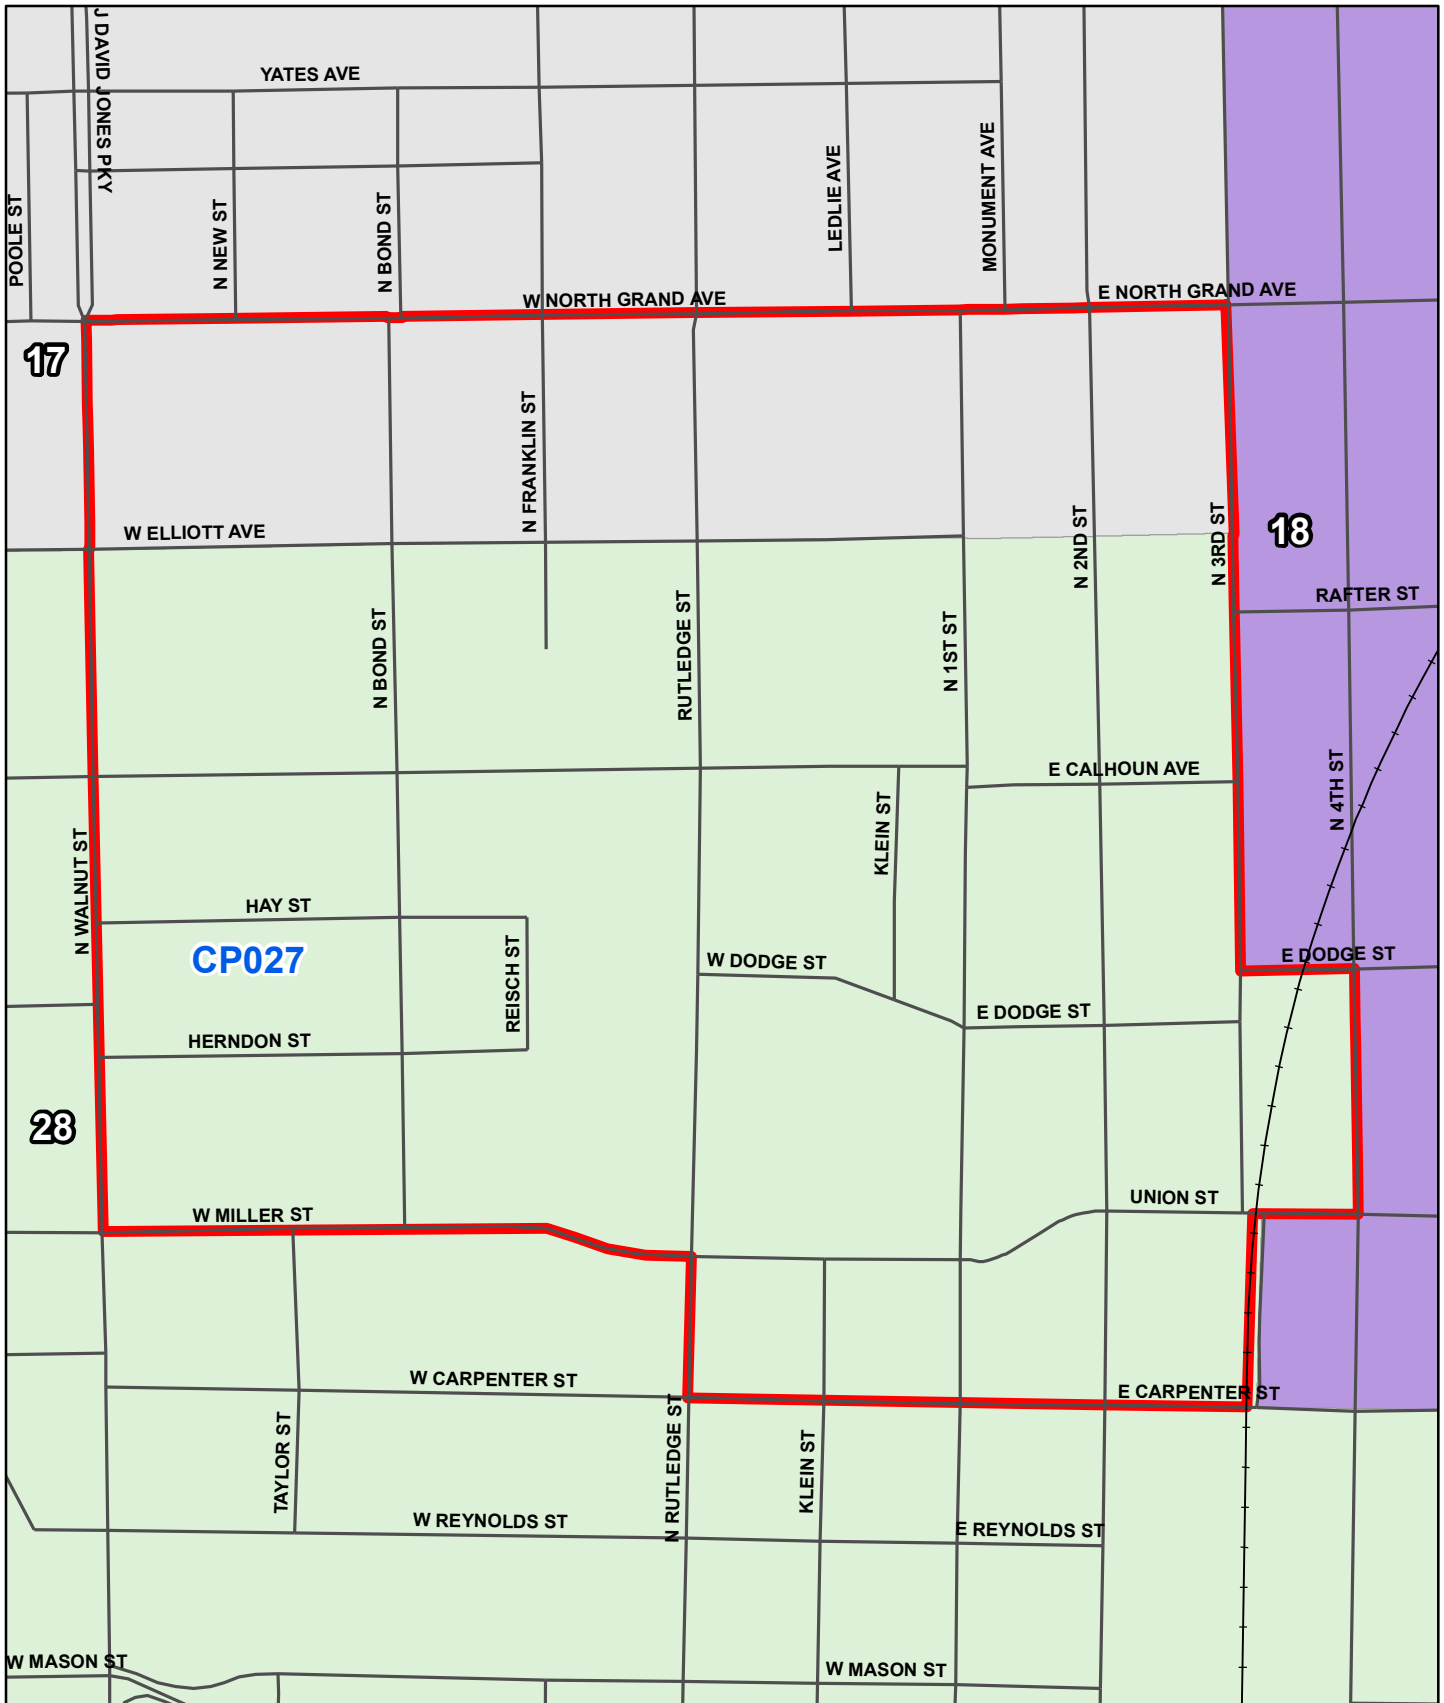 J DAVID JONES PKY
YATES AVE
POOLE ST
N NEW ST
N BOND ST
LEDLIE AVE
MONUMENT AVE
W NORTH GRAND AVE
E NORTH GRAND AVE
17
W ELLIOTT AVE
N FRANKLIN ST
N 2ND ST
N 3RD ST
18
RAFTER ST
N BOND ST
RUTLEDGE ST
N 1ST ST
E CALHOUN AVE
N 4TH ST
KLEIN ST
N WALNUT ST
HAY ST
CP027
REISCH ST
W DODGE ST
E DODGE ST
E DODGE ST
HERNDON ST
28
W MILLER ST
UNION ST
W CARPENTER ST
E CARPENTER ST
TAYLOR ST
N RUTLEDGE ST
KLEIN ST
W REYNOLDS ST
E REYNOLDS ST
W MASON ST
W MASON ST